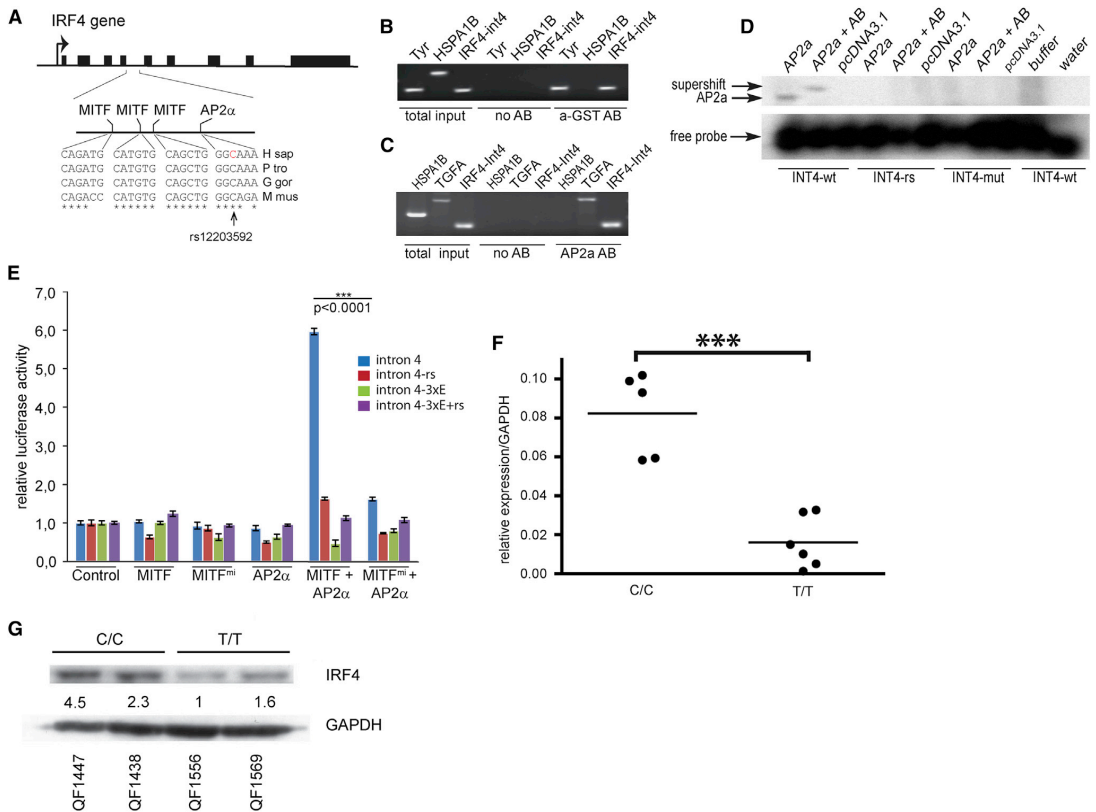 A
IRF4 gene
MITF MITF MITF AP2α
CAGATG CATGTG CAGCTG GGCAAA H sap
CAGATG CATGTG CAGCTG GGCAAA P tro
CAGATG CATGTG CAGCTG GGCAAA G gor
CAGACC CATGTG CAGCTG GGCAGA M mus
**** ****** ****** **** *
rs12203592
B
Tyr HSPA1B IRF4-int4 Tyr HSPA1B IRF4-int4 Tyr HSPA1B IRF4-int4
total input no AB a-GST AB
C
HSPA1B TGFA IRF4-Int4 HSPA1B TGFA IRF4-Int4 HSPA1B TGFA IRF4-Int4
total input no AB AP2a AB
D
AP2a AP2a + AB pcDNA3.1 AP2a AP2a + AB pcDNA3.1 AP2a AP2a + AB pcDNA3.1 buffer water
supershift
AP2a
free probe
INT4-wt INT4-rs INT4-mut INT4-wt
E
relative luciferase activity
7,0
6,0
5,0
4,0
3,0
2,0
1,0
0,0
***
p<0.0001
intron 4
intron 4-rs
intron 4-3xE
intron 4-3xE+rs
Control MITF MITFmi AP2α MITF + AP2α MITFmi + AP2α
F
relative expression/GAPDH
***
0.10
0.08
0.06
0.04
0.02
0.00
C/C T/T
G
C/C T/T
IRF4
4.5 2.3 1 1.6
GAPDH
QF1447 QF1438 QF1556 QF1569